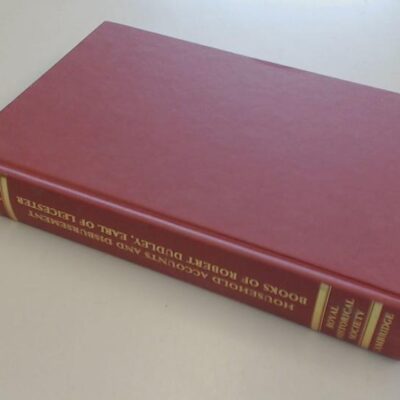 HOUSEHOLD ACCOUNTS AND DISBURSEMENT
BOOKS OF ROBERT DUDLEY, EARL OF LEICESTER
ROYAL
HISTORICAL
SOCIETY
CAMBRIDGE